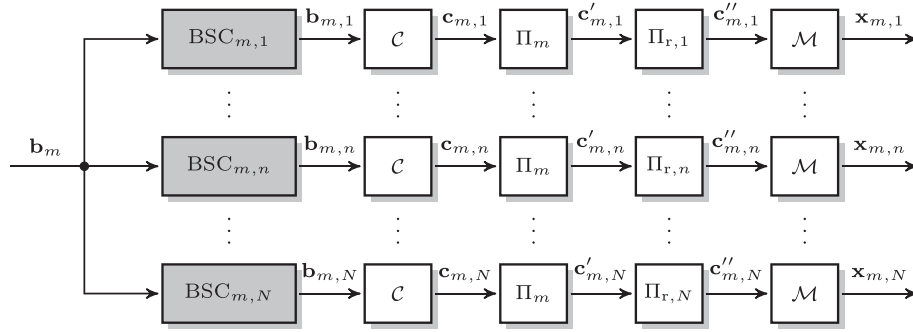 b_{m,1} c_{m,1} c'_{m,1} c''_{m,1} x_{m,1}
BSC_{m,1} C Π_m Π_{r,1} M
b_m b_{m,n} c_{m,n} c'_{m,n} c''_{m,n} x_{m,n}
BSC_{m,n} C Π_m Π_{r,n} M
b_{m,N} c_{m,N} c'_{m,N} c''_{m,N} x_{m,N}
BSC_{m,N} C Π_m Π_{r,N} M